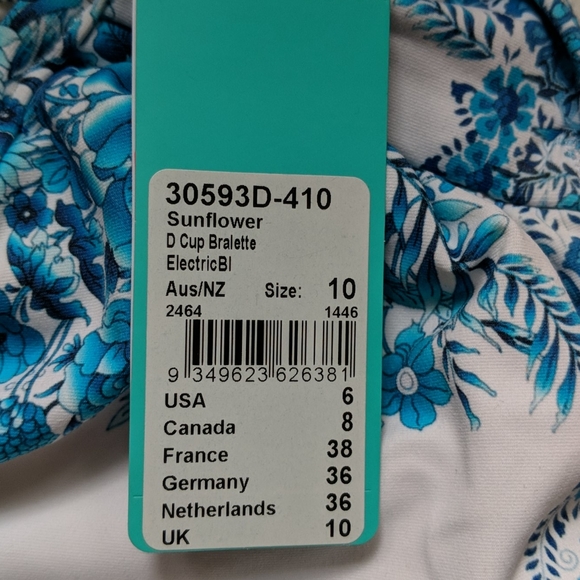 30593D-410
Sunflower
D Cup Bralette
ElectricBl
Aus/NZ Size: 10
2464 1446
9 349623 626381
USA 6
Canada 8
France 38
Germany 36
Netherlands 36
UK 10